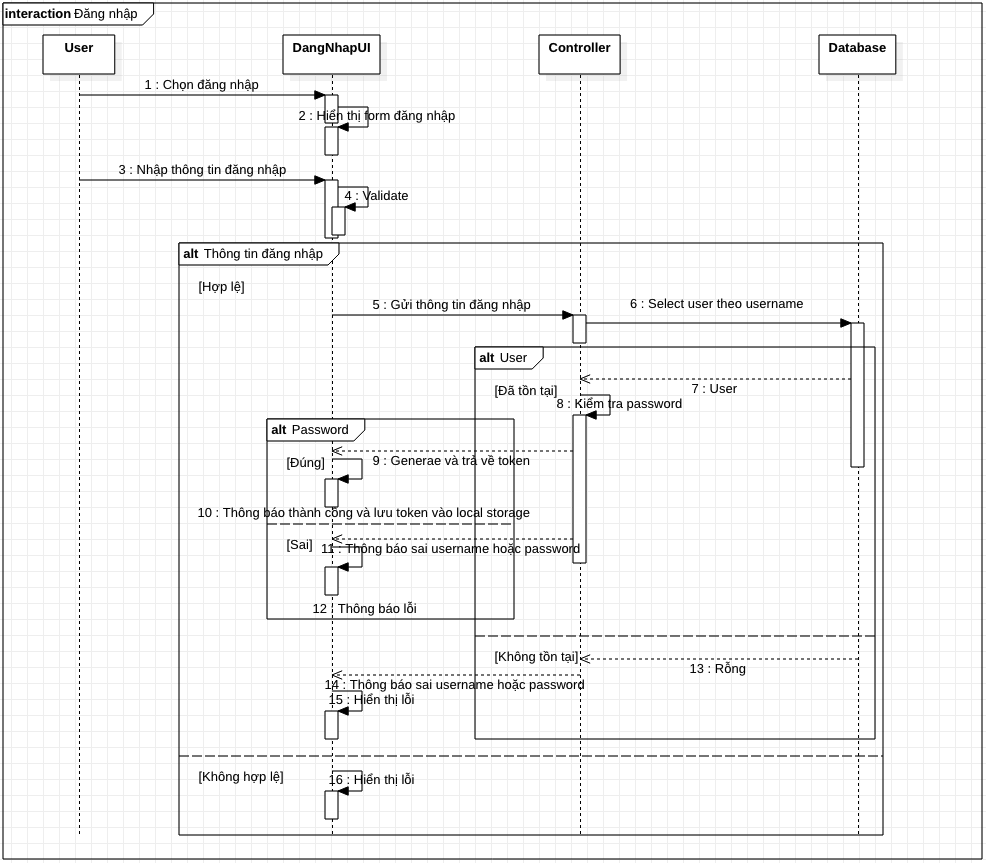 interaction Đăng nhập
User
DangNhapUI
Controller
Database
1 : Chọn đăng nhập
2 : Hiển thị form đăng nhập
3 : Nhập thông tin đăng nhập
4 : Validate
alt Thông tin đăng nhập
[Hợp lệ]
5 : Gửi thông tin đăng nhập
6 : Select user theo username
alt User
[Đã tồn tại]
7 : User
8 : Kiểm tra password
alt Password
[Đúng]
9 : Generae và trả về token
10 : Thông báo thành công và lưu token vào local storage
[Sai]
11 : Thông báo sai username hoặc password
12 : Thông báo lỗi
[Không tồn tại]
13 : Rỗng
14 : Thông báo sai username hoặc password
15 : Hiển thị lỗi
[Không hợp lệ]
16 : Hiển thị lỗi